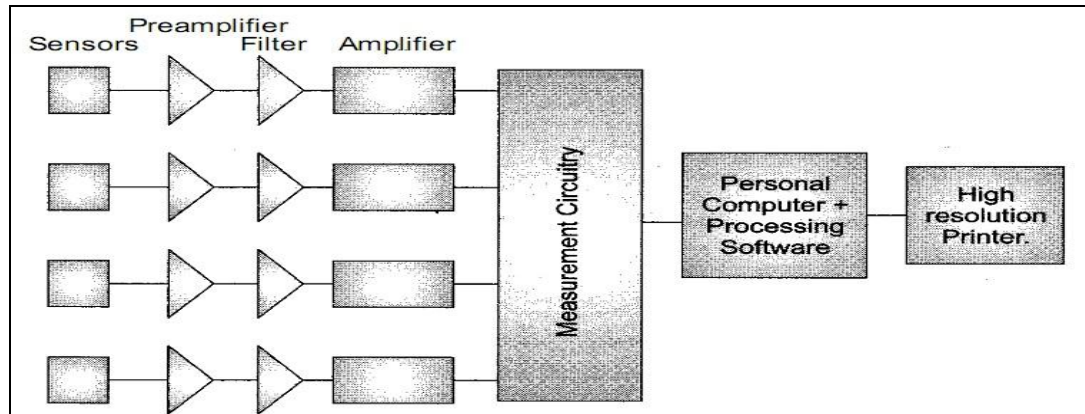 Preamplifier
Sensors Filter Amplifier
Measurement Circuitry
Personal
Computer +
Processing
Software
High
resolution
Printer.